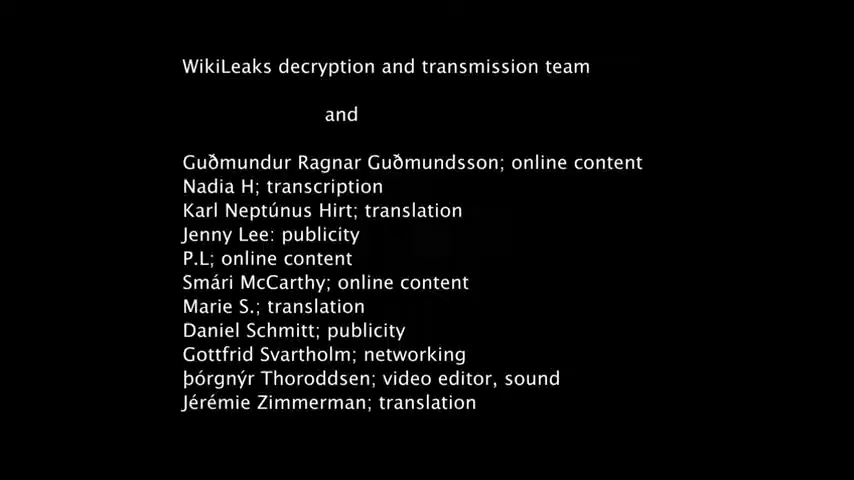 WikiLeaks decryption and transmission team
and
Guðmundur Ragnar Guðmundsson; online content
Nadia H; transcription
Karl Neptúnus Hirt; translation
Jenny Lee: publicity
P.L; online content
Smári McCarthy; online content
Marie S.; translation
Daniel Schmitt; publicity
Gottfrid Svartholm; networking
þórgnýr Thoroddsen; video editor, sound
Jérémie Zimmerman; translation